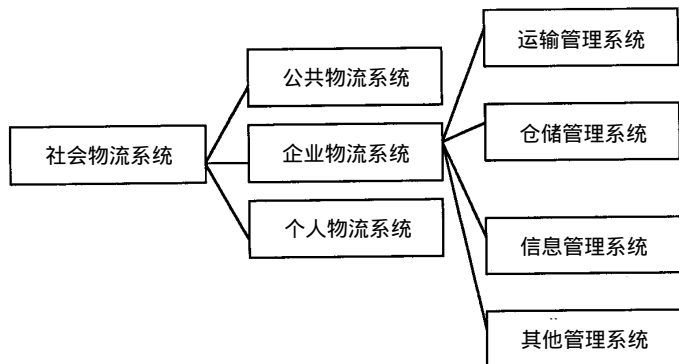 社会物流系统
公共物流系统
企业物流系统
个人物流系统
运输管理系统
仓储管理系统
信息管理系统
其他管理系统